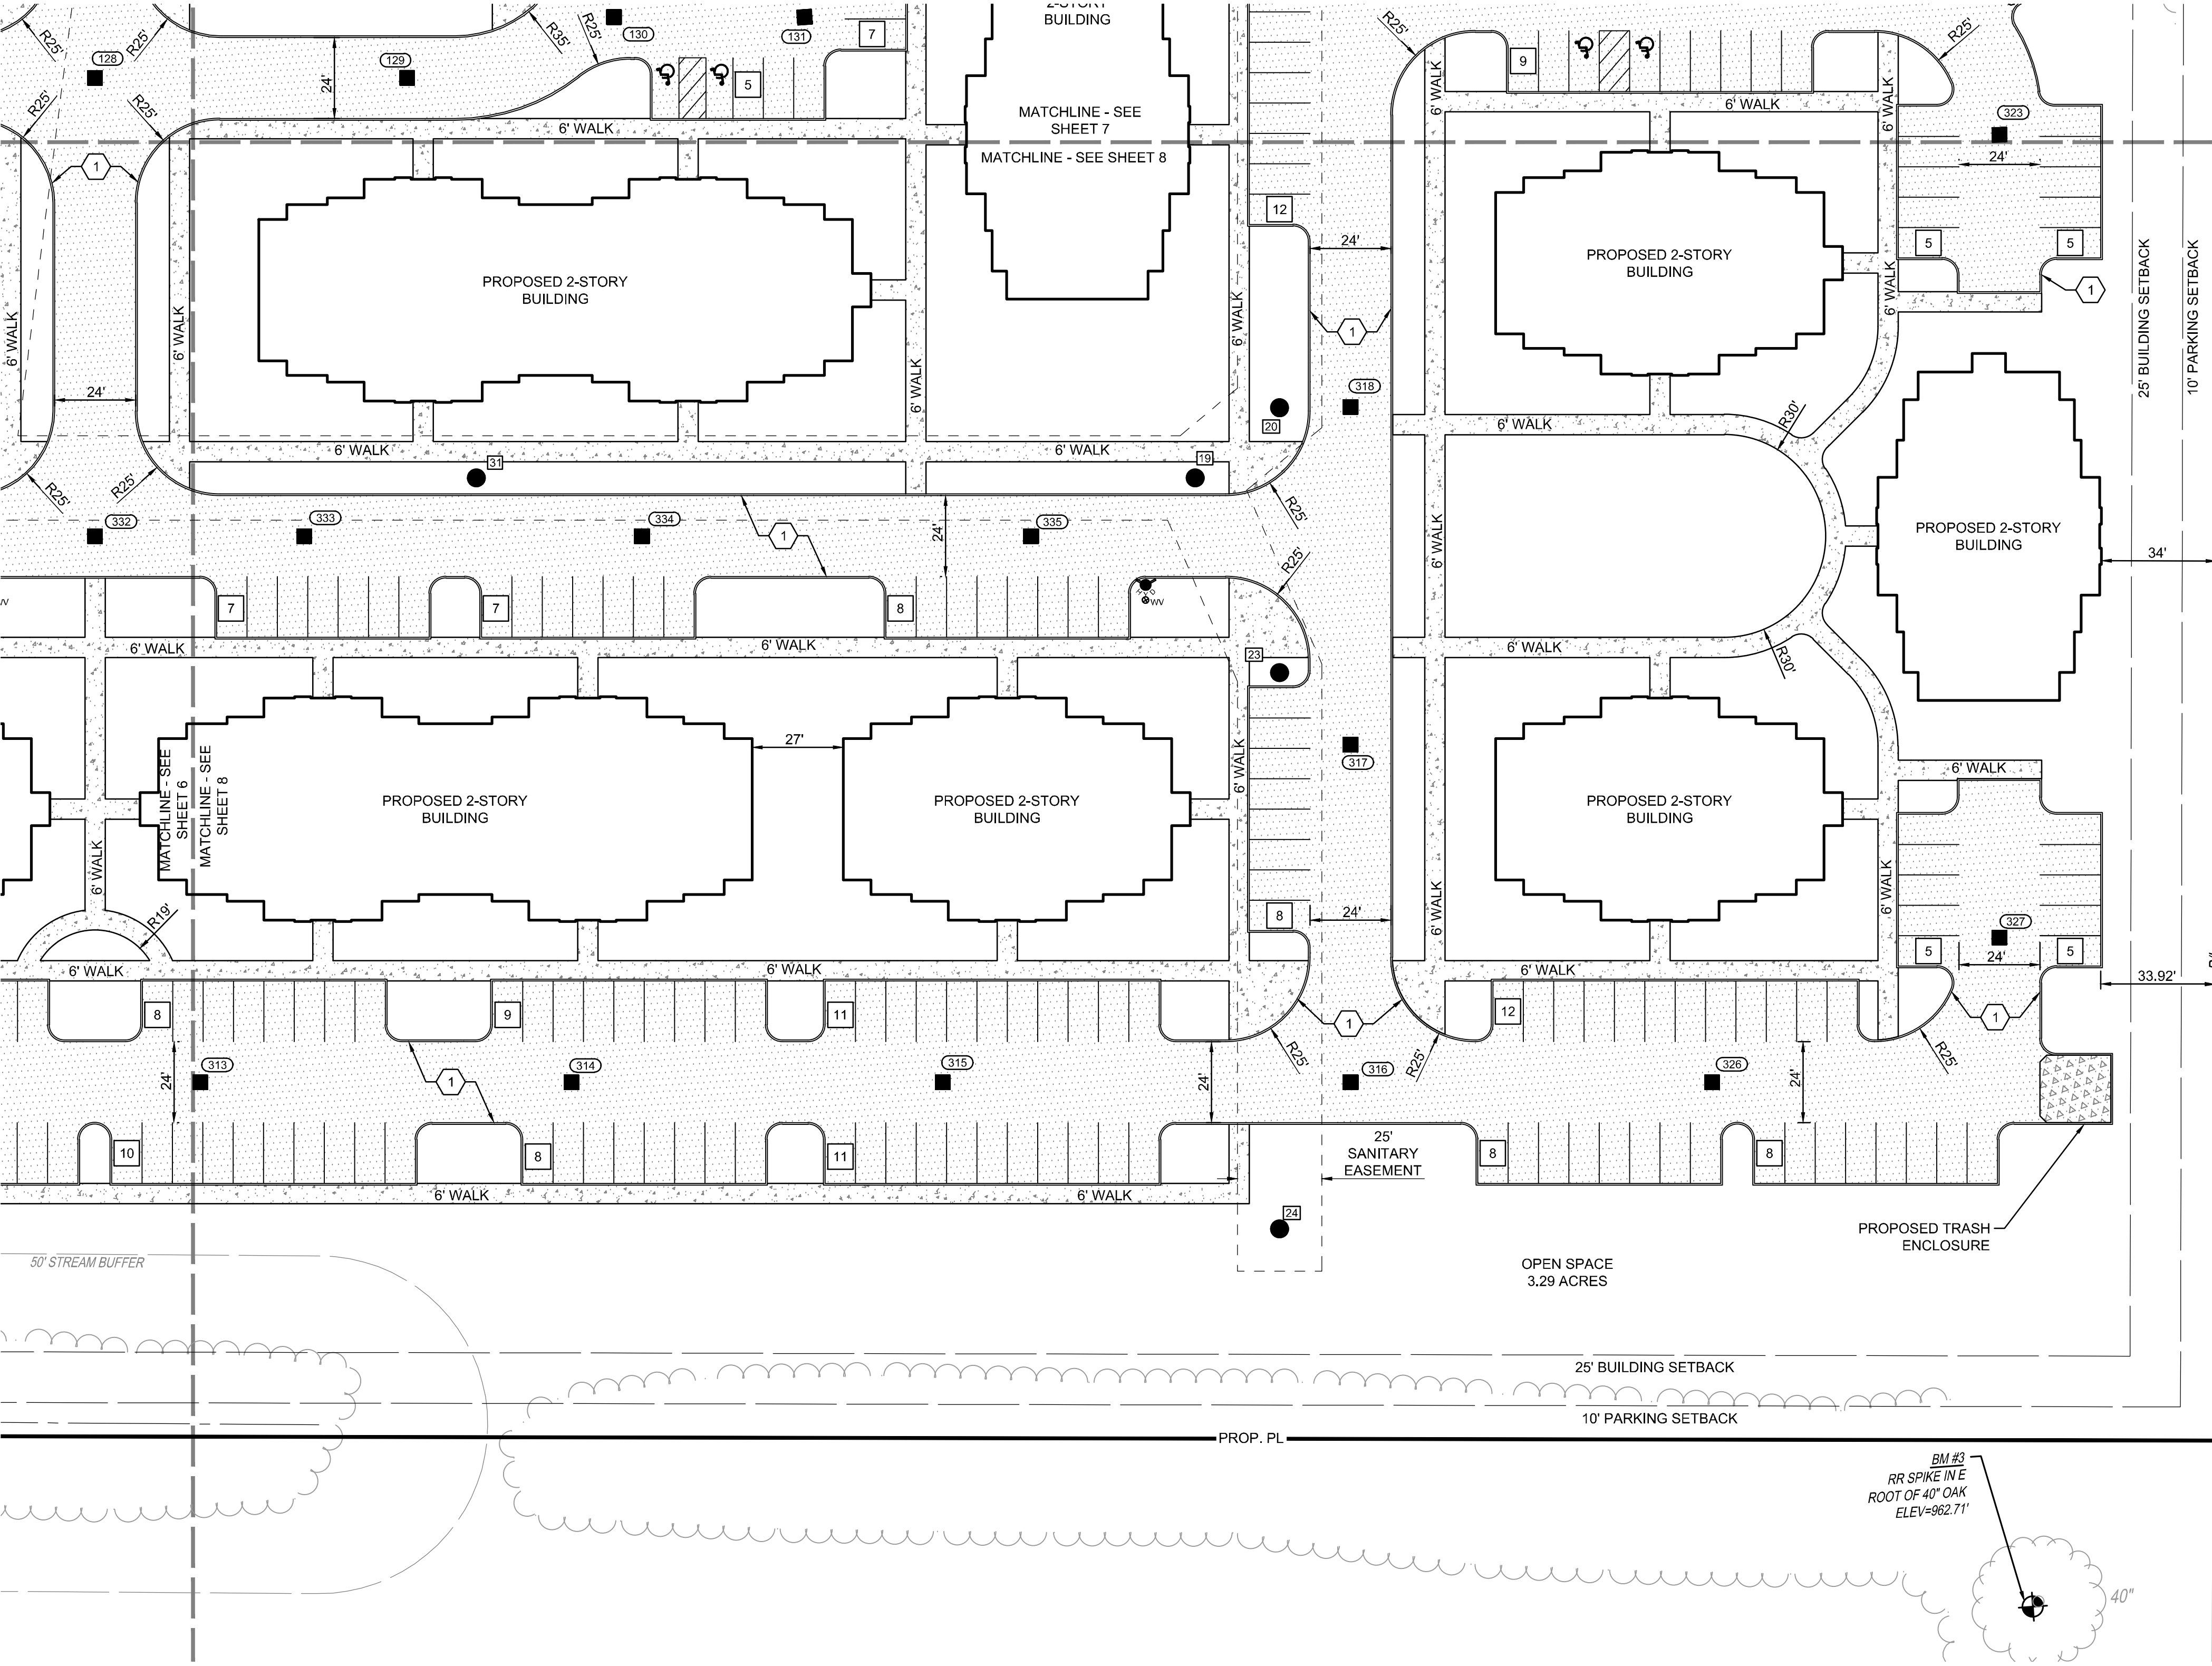 2-STORY
BUILDING
R25'
R25'
R35'
R25'
R25'
R25'
128
129
130
131
7
5
9
24'
R25'
R25'
6' WALK
6' WALK
6' WALK
6' WALK
323
24'
MATCHLINE - SEE
SHEET 7
MATCHLINE - SEE SHEET 8
1
12
24'
5
5
1
PROPOSED 2-STORY
BUILDING
PROPOSED 2-STORY
BUILDING
25' BUILDING SETBACK
10' PARKING SETBACK
6' WALK
6' WALK
6' WALK
6' WALK
6' WALK
1
24'
318
20
R30'
6' WALK
6' WALK
6' WALK
31
19
R25'
R25'
R25'
332
333
334
335
1
24'
6' WALK
PROPOSED 2-STORY
BUILDING
34'
R25'
7
7
8
WV
WV
6' WALK
6' WALK
6' WALK
R30'
23
317
MATCHLINE - SEE
SHEET 6
MATCHLINE - SEE
SHEET 8
27'
PROPOSED 2-STORY
BUILDING
PROPOSED 2-STORY
BUILDING
PROPOSED 2-STORY
BUILDING
6' WALK
6' WALK
6' WALK
6' WALK
6' WALK
R19'
8
24'
327
5
5
24'
6' WALK
6' WALK
6' WALK
33.92'
8
9
11
1
12
1
313
314
315
316
326
24'
1
24'
24'
R25'
R25'
R25'
10
8
11
25'
SANITARY
EASEMENT
8
8
6' WALK
6' WALK
24
PROPOSED TRASH
ENCLOSURE
50' STREAM BUFFER
OPEN SPACE
3.29 ACRES
25' BUILDING SETBACK
10' PARKING SETBACK
PROP. PL
BM #3
RR SPIKE IN E
ROOT OF 40" OAK
ELEV=962.71'
40"